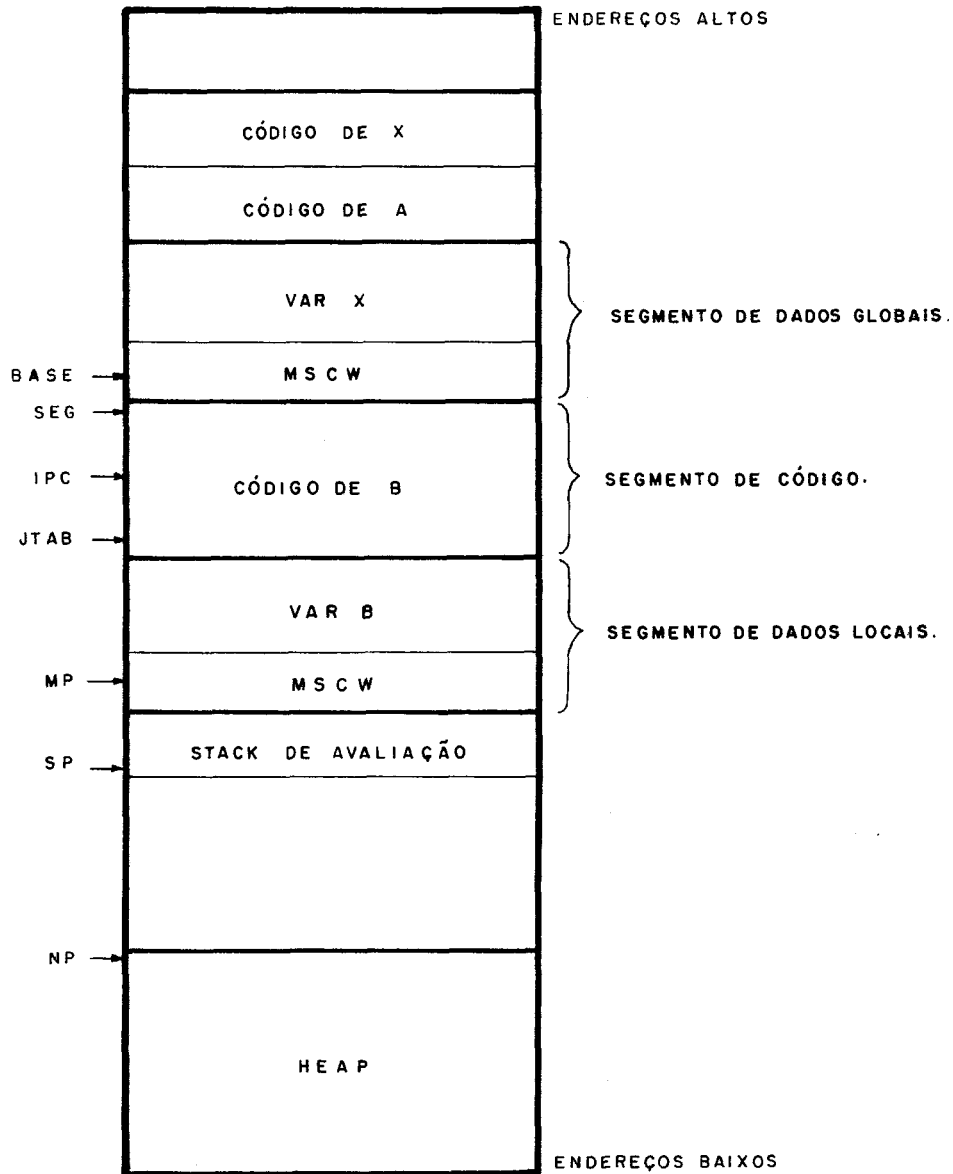 ENDEREÇOS ALTOS
CÓDIGO DE X
CÓDIGO DE A
VAR X
SEGMENTO DE DADOS GLOBAIS.
BASE
MSCW
SEG
IPC
CÓDIGO DE B
SEGMENTO DE CÓDIGO.
JTAB
VAR B
SEGMENTO DE DADOS LOCAIS.
MP
MSCW
STACK DE AVALIAÇÃO
SP
NP
HEAP
ENDEREÇOS BAIXOS